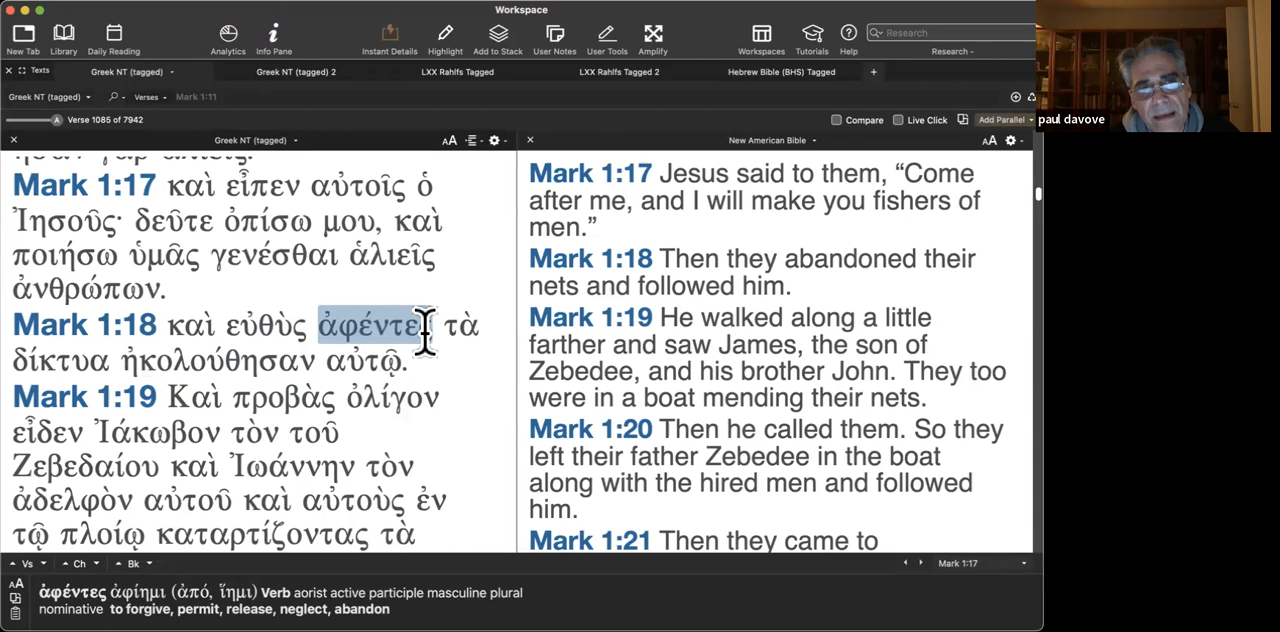 Workspace
New Tab Library Daily Reading Analytics Info Pane Instant Details Highlight Add to Stack User Notes User Tools Amplify Workspaces Tutorials Help Research
Research
Texts Greek NT (tagged) Greek NT (tagged) 2 LXX Rahlfs Tagged LXX Rahlfs Tagged 2 Hebrew Bible (BHS) Tagged +
Greek NT (tagged) Verses Mark 1:11
Verse 1085 of 7942 Compare Live Click Add Parallel
paul davove
Greek NT (tagged) AA
New American Bible AA
Mark 1:17 καὶ εἶπεν αὐτοῖς ὁ
Ἰησοῦς· δεῦτε ὀπίσω μου, καὶ
ποιήσω ὑμᾶς γενέσθαι ἁλιεῖς
ἀνθρώπων.
Mark 1:18 καὶ εὐθὺς ἀφέντες τὰ
δίκτυα ἠκολούθησαν αὐτῷ.
Mark 1:19 Καὶ προβὰς ὀλίγον
εἶδεν Ἰάκωβον τὸν τοῦ
Ζεβεδαίου καὶ Ἰωάννην τὸν
ἀδελφὸν αὐτοῦ καὶ αὐτοὺς ἐν
τῷ πλοίῳ καταρτίζοντας τὰ
Mark 1:17 Jesus said to them, “Come
after me, and I will make you fishers of
men.”
Mark 1:18 Then they abandoned their
nets and followed him.
Mark 1:19 He walked along a little
farther and saw James, the son of
Zebedee, and his brother John. They too
were in a boat mending their nets.
Mark 1:20 Then he called them. So they
left their father Zebedee in the boat
along with the hired men and followed
him.
Mark 1:21 Then they came to
Vs Ch Bk Mark 1:17
AA
ἀφέντες ἀφίημι (ἀπό, ἵημι) Verb aorist active participle masculine plural
nominative to forgive, permit, release, neglect, abandon